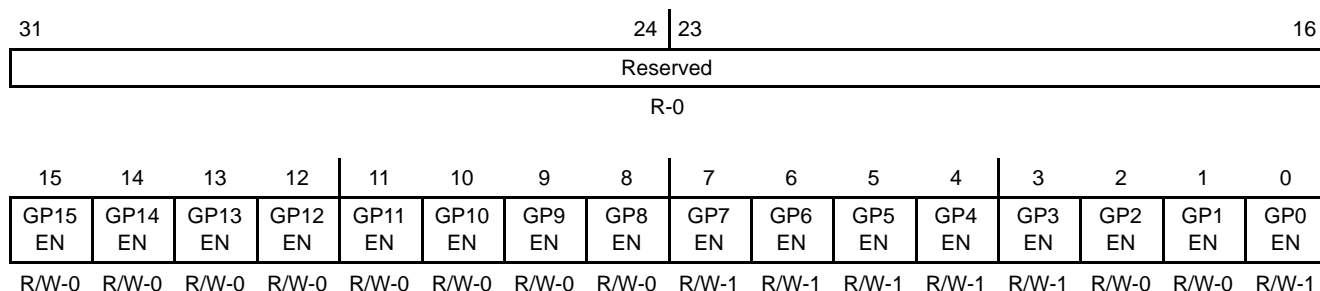 31 24 23 16
Reserved
R-0
15 14 13 12 11 10 9 8 7 6 5 4 3 2 1 0
GP15 GP14 GP13 GP12 GP11 GP10 GP9 GP8 GP7 GP6 GP5 GP4 GP3 GP2 GP1 GP0
EN EN EN EN EN EN EN EN EN EN EN EN EN EN EN EN
R/W-0 R/W-0 R/W-0 R/W-0 R/W-0 R/W-0 R/W-0 R/W-0 R/W-1 R/W-1 R/W-1 R/W-1 R/W-1 R/W-0 R/W-0 R/W-1